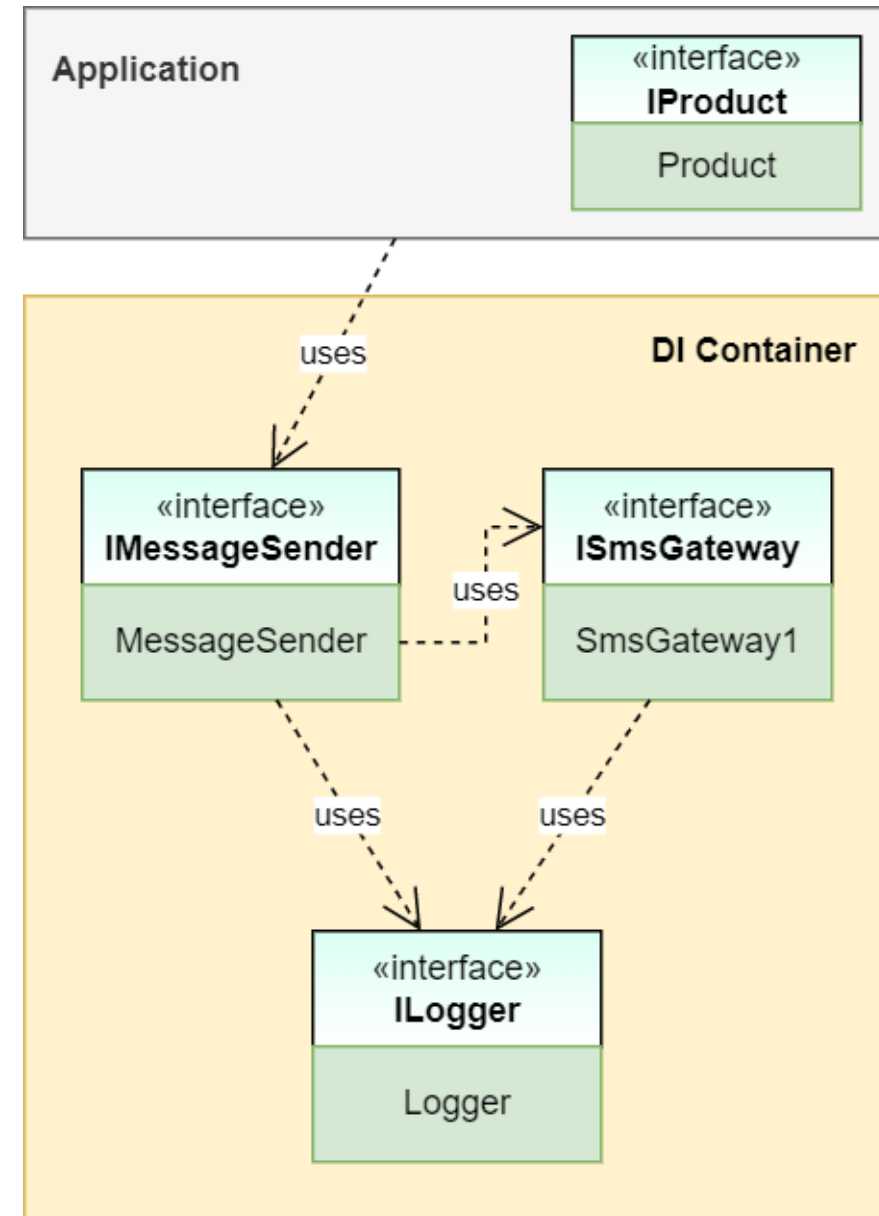 Application
«interface»
IProduct
Product
uses
DI Container
«interface»
IMessageSender
MessageSender
uses
«interface»
ISmsGateway
SmsGateway1
uses
uses
«interface»
ILogger
Logger